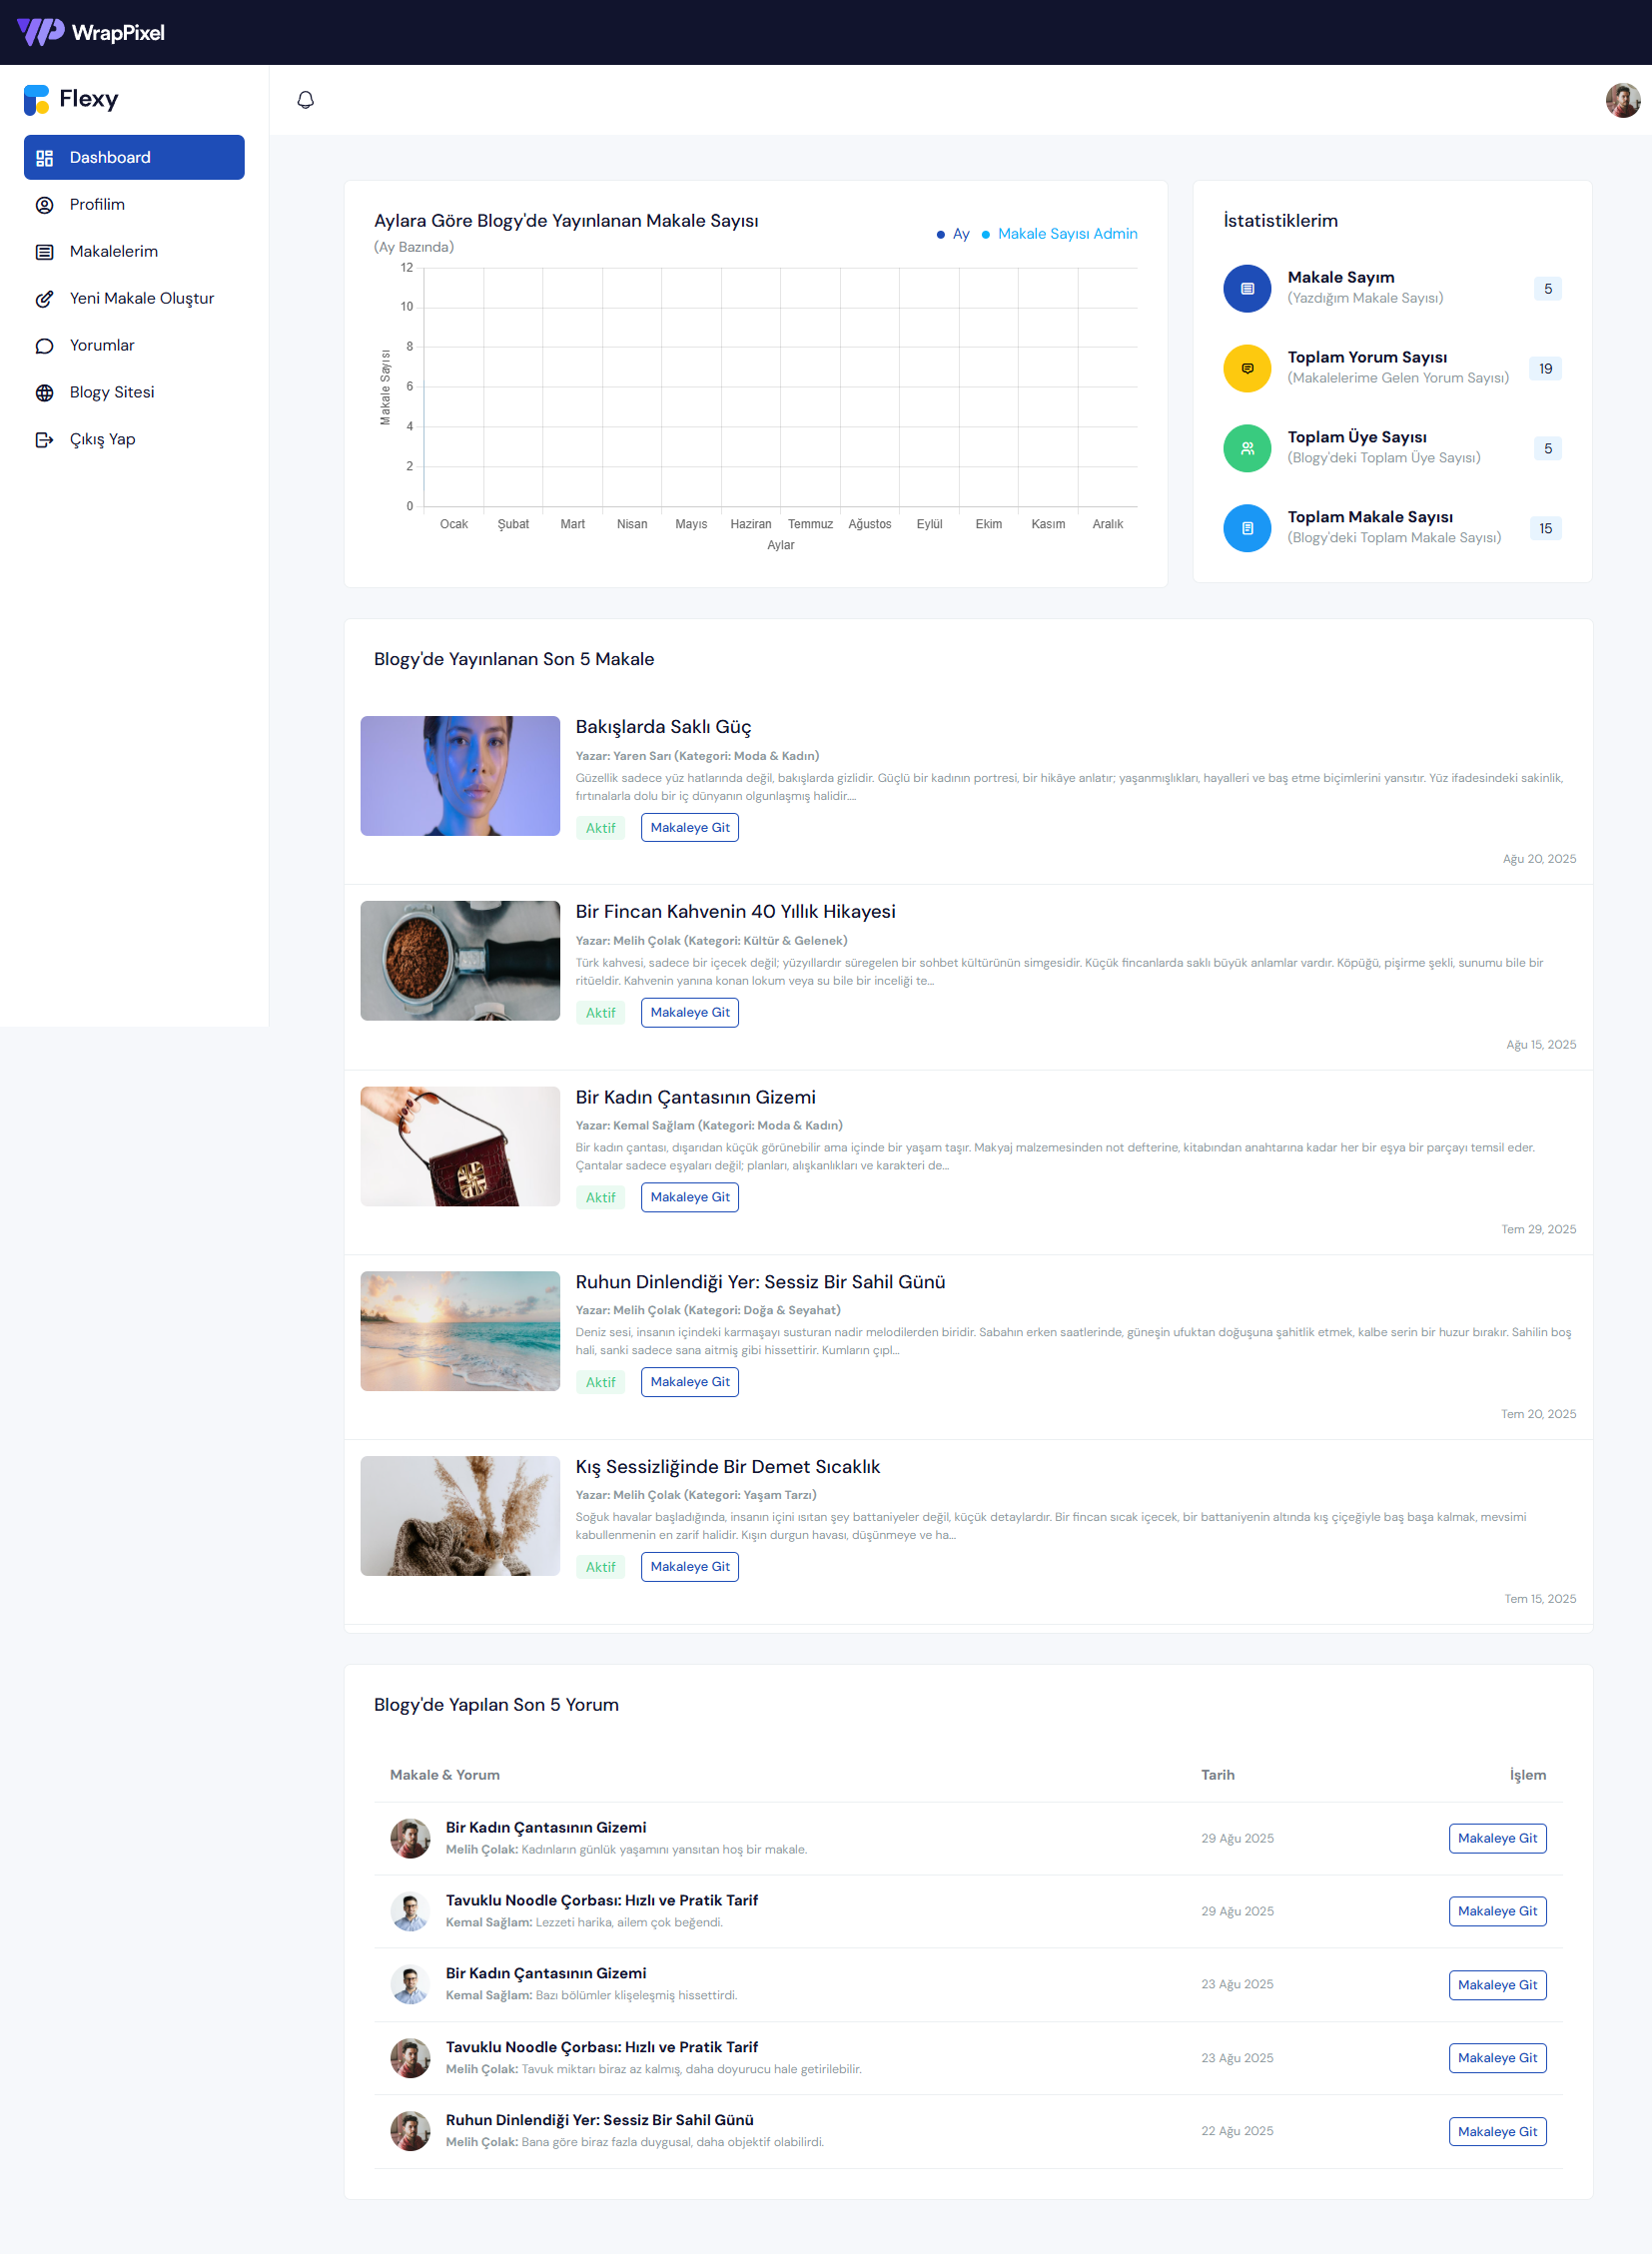 WrapPixel
Flexy
Dashboard
Profilim
Makalelerim
Yeni Makale Oluştur
Yorumlar
Blogy Sitesi
Çıkış Yap
Aylara Göre Blogy'de Yayınlanan Makale Sayısı
(Ay Bazında)
Ay
Makale Sayısı Admin
12
10
8
6
4
2
0
Makale Sayısı
Ocak Şubat Mart Nisan Mayıs Haziran Temmuz Ağustos Eylül Ekim Kasım Aralık
Aylar
İstatistiklerim
Makale Sayım
(Yazdığım Makale Sayısı)
5
Toplam Yorum Sayısı
(Makalelerime Gelen Yorum Sayısı)
19
Toplam Üye Sayısı
(Blogy'deki Toplam Üye Sayısı)
5
Toplam Makale Sayısı
(Blogy'deki Toplam Makale Sayısı)
15
Blogy'de Yayınlanan Son 5 Makale
Bakışlarda Saklı Güç
Yazar: Yaren Sarı (Kategori: Moda & Kadın)
Güzellik sadece yüz hatlarında değil, bakışlarda gizlidir. Güçlü bir kadının portresi, bir hikâye anlatır; yaşanmışlıkları, hayalleri ve baş etme biçimlerini yansıtır. Yüz ifadesindeki sakinlik,
fırtınalarla dolu bir iç dünyanın olgunlaşmış halidir....
Aktif
Makaleye Git
Ağu 20, 2025
Bir Fincan Kahvenin 40 Yıllık Hikayesi
Yazar: Melih Çolak (Kategori: Kültür & Gelenek)
Türk kahvesi, sadece bir içecek değil; yüzyıllardır süregelen bir sohbet kültürünün simgesidir. Küçük fincanlarda saklı büyük anlamlar vardır. Köpüğü, pişirme şekli, sunumu bile bir
ritüeldir. Kahvenin yanına konan lokum veya su bile bir inceliği te...
Aktif
Makaleye Git
Ağu 15, 2025
Bir Kadın Çantasının Gizemi
Yazar: Kemal Sağlam (Kategori: Moda & Kadın)
Bir kadın çantası, dışarıdan küçük görünebilir ama içinde bir yaşam taşır. Makyaj malzemesinden not defterine, kitabından anahtarına kadar her bir eşya bir parçayı temsil eder.
Çantalar sadece eşyaları değil; planları, alışkanlıkları ve karakteri de...
Aktif
Makaleye Git
Tem 29, 2025
Ruhun Dinlendiği Yer: Sessiz Bir Sahil Günü
Yazar: Melih Çolak (Kategori: Doğa & Seyahat)
Deniz sesi, insanın içindeki karmaşayı susturan nadir melodilerden biridir. Sabahın erken saatlerinde, güneşin ufuktan doğuşuna şahitlik etmek, kalbe serin bir huzur bırakır. Sahilin boş
hali, sanki sadece sana aitmiş gibi hissettirir. Kumların çıpl...
Aktif
Makaleye Git
Tem 20, 2025
Kış Sessizliğinde Bir Demet Sıcaklık
Yazar: Melih Çolak (Kategori: Yaşam Tarzı)
Soğuk havalar başladığında, insanın içini ısıtan şey battaniyeler değil, küçük detaylardır. Bir fincan sıcak içecek, bir battaniyenin altında kış çiçeğiyle baş başa kalmak, mevsimi
kabullenmenin en zarif halidir. Kışın durgun havası, düşünmeye ve ha...
Aktif
Makaleye Git
Tem 15, 2025
Blogy'de Yapılan Son 5 Yorum
Makale & Yorum Tarih İşlem
Bir Kadın Çantasının Gizemi
Melih Çolak: Kadınların günlük yaşamını yansıtan hoş bir makale.
29 Ağu 2025
Makaleye Git
Tavuklu Noodle Çorbası: Hızlı ve Pratik Tarif
Kemal Sağlam: Lezzeti harika, ailem çok beğendi.
29 Ağu 2025
Makaleye Git
Bir Kadın Çantasının Gizemi
Kemal Sağlam: Bazı bölümler klişeleşmiş hissettirdi.
23 Ağu 2025
Makaleye Git
Tavuklu Noodle Çorbası: Hızlı ve Pratik Tarif
Melih Çolak: Tavuk miktarı biraz az kalmış, daha doyurucu hale getirilebilir.
23 Ağu 2025
Makaleye Git
Ruhun Dinlendiği Yer: Sessiz Bir Sahil Günü
Melih Çolak: Bana göre biraz fazla duygusal, daha objektif olabilirdi.
22 Ağu 2025
Makaleye Git